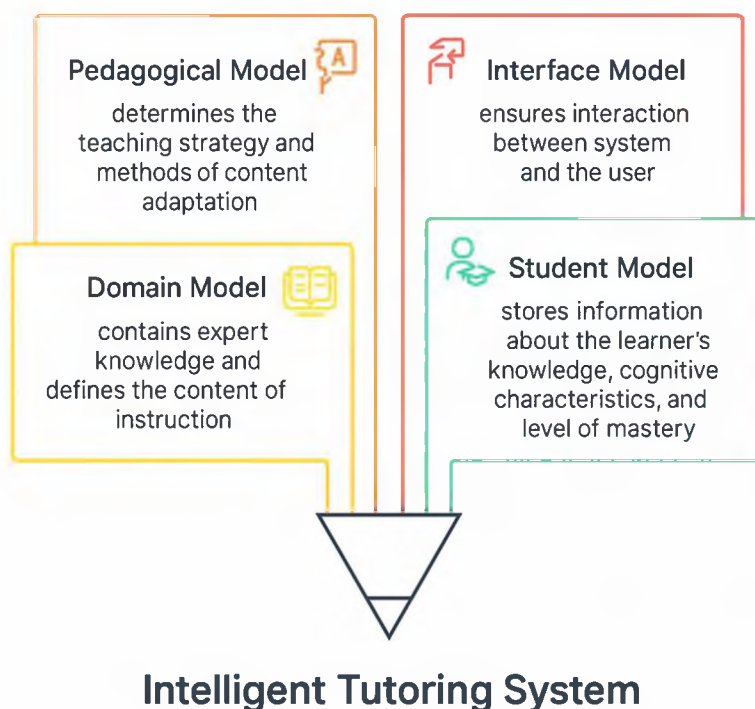 Pedagogical Model
determines the
teaching strategy and
methods of content
adaptation
Interface Model
ensures interaction
between system
and the user
Domain Model
contains expert
knowledge and
defines the content of
instruction
Student Model
stores information
about the learner's
knowledge, cognitive
characteristics, and
level of mastery
A
Intelligent Tutoring System